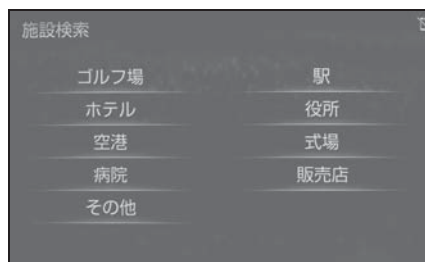 施設検索
ゴルフ場 駅
ホテル 役所
空港 式場
病院 販売店
その他